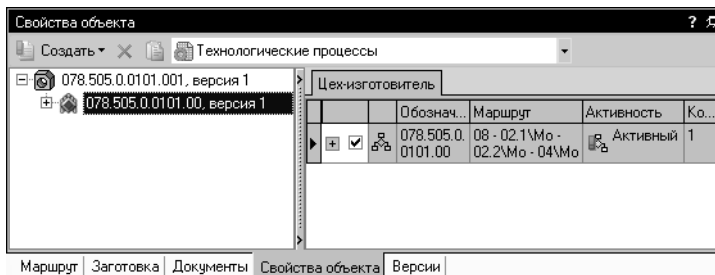 Свойства объекта
Создать Технологические процессы
078.505.0.0101.001, версия 1
078.505.0.0101.00, версия 1
Цех-изготовитель
Обознач... Маршрут Активность Ко...
078.505.0. 08 - 02.1\Мо - Активный 1
0101.00 02.2\Мо - 04\Мо
Маршрут Заготовка Документы Свойства объекта Версии